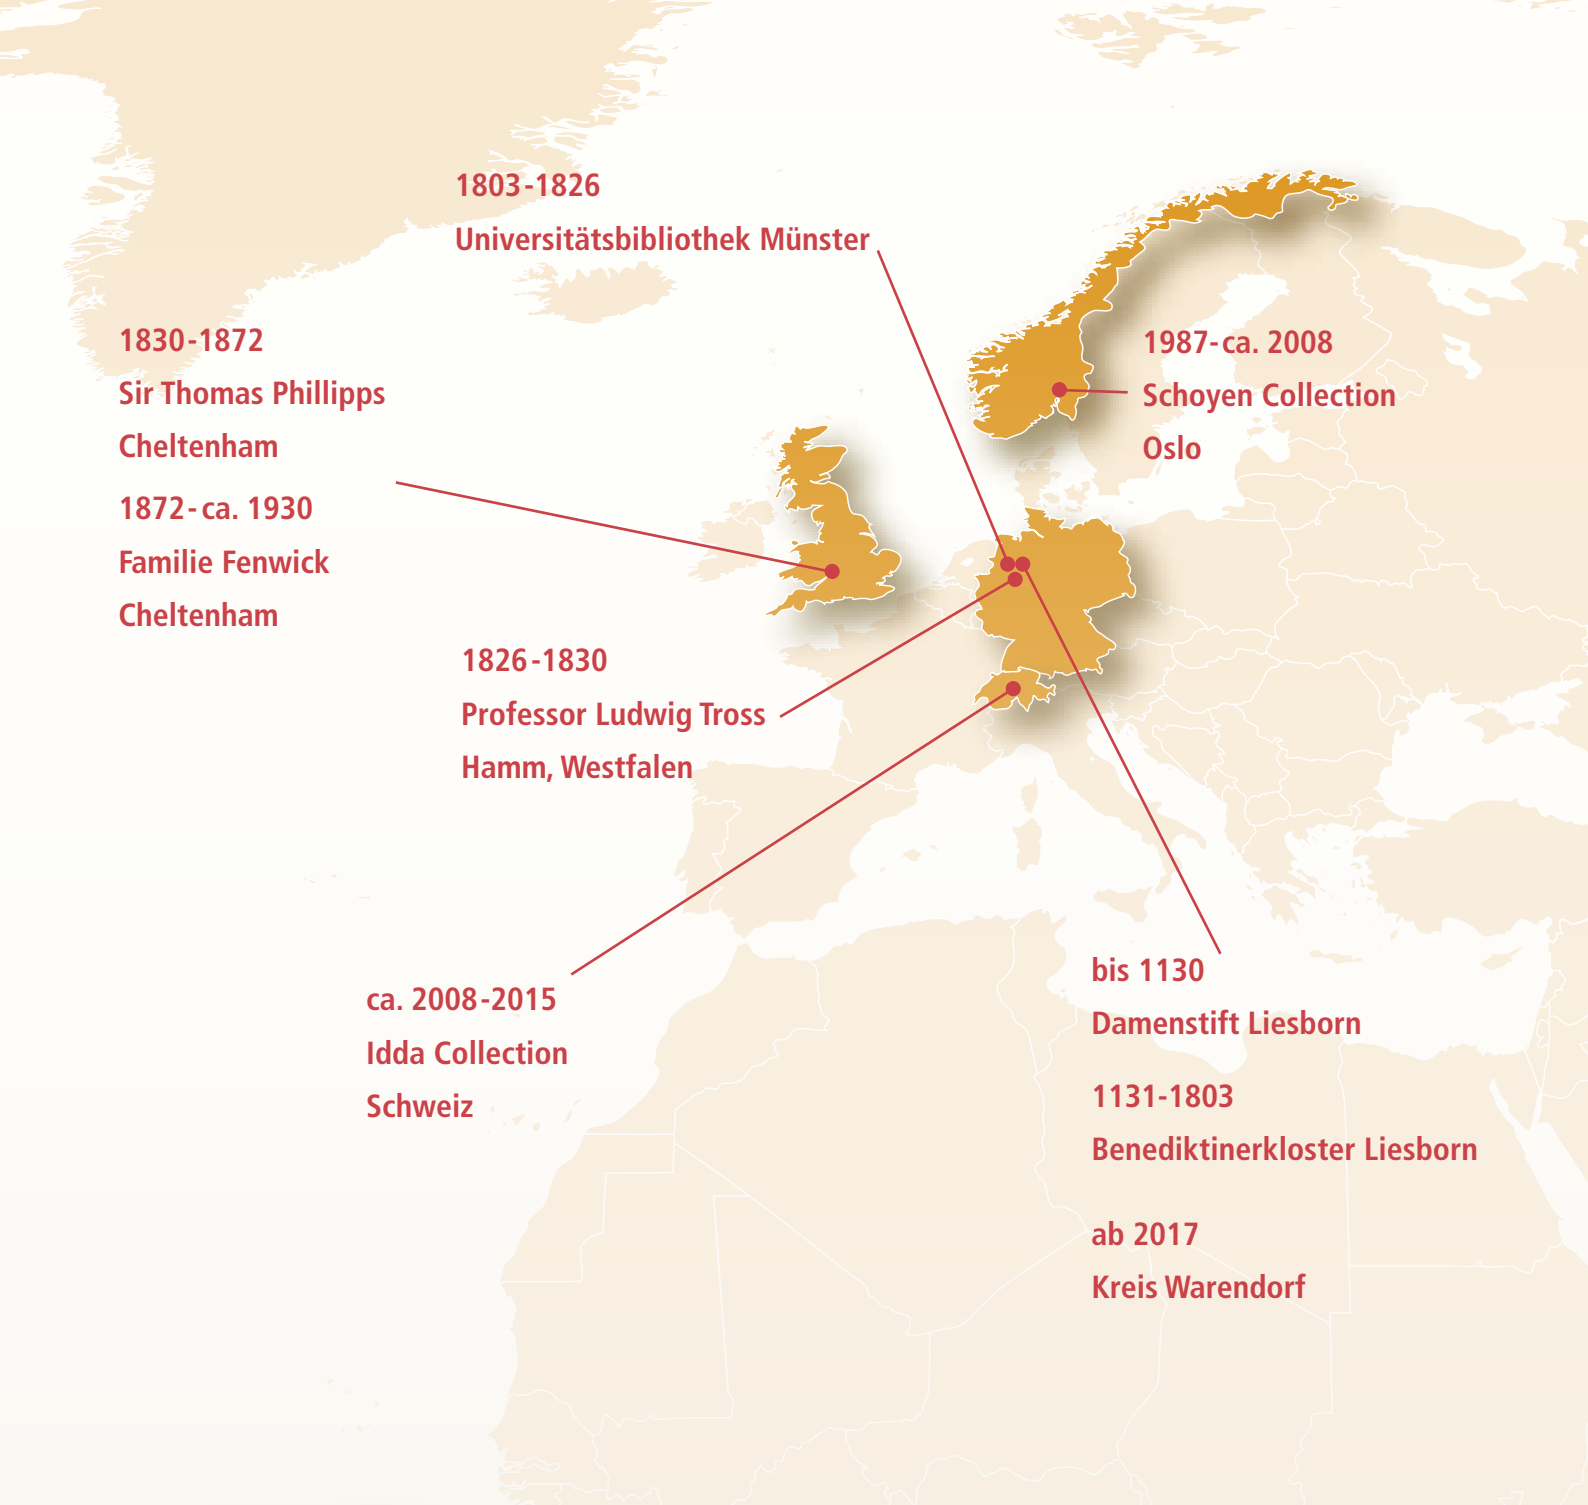 1803-1826
Universitätsbibliothek Münster
1830-1872
Sir Thomas Phillipps
Cheltenham
1872-ca. 1930
Familie Fenwick
Cheltenham
1987-ca. 2008
Schoyen Collection
Oslo
1826-1830
Professor Ludwig Tross
Hamm, Westfalen
ca. 2008-2015
Idda Collection
Schweiz
bis 1130
Damenstift Liesborn
1131-1803
Benediktinerkloster Liesborn
ab 2017
Kreis Warendorf